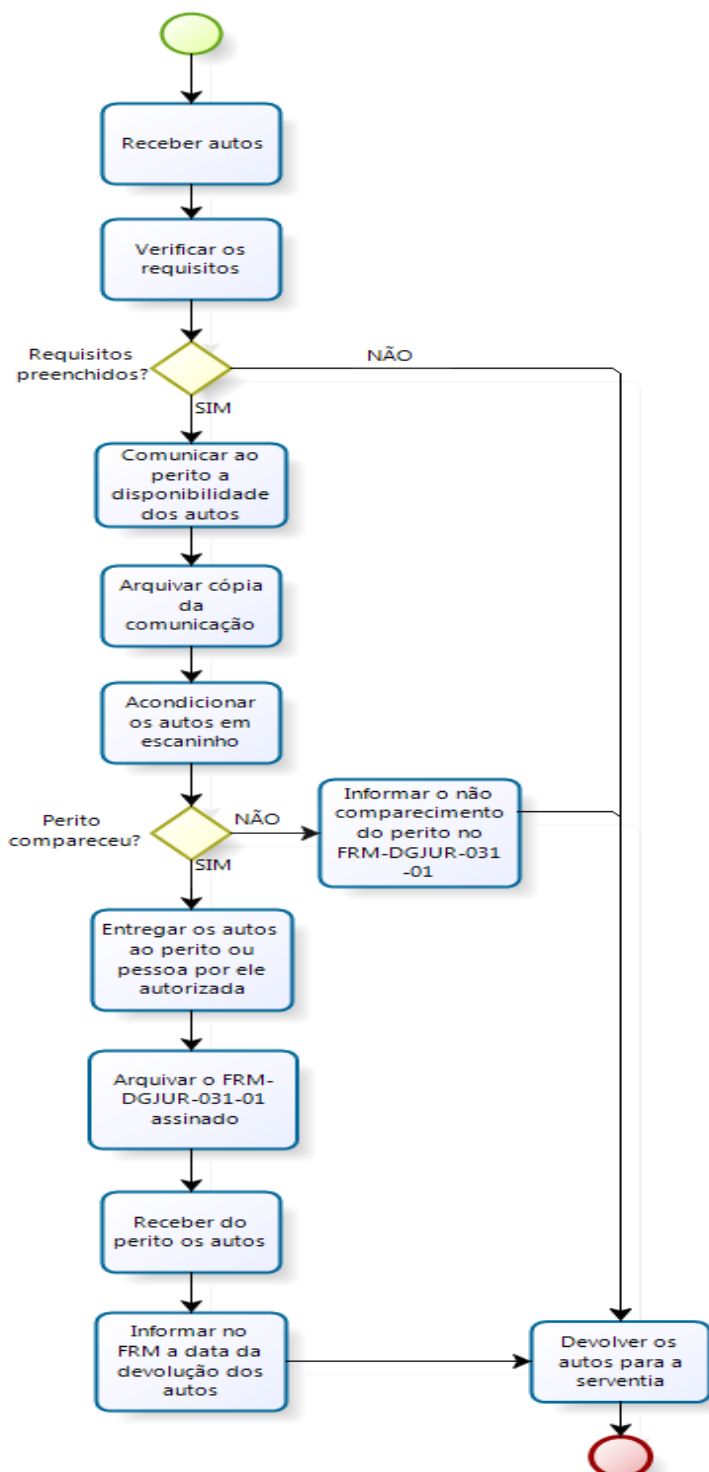 Receber autos
Verificar os
requisitos
Requisitos
preenchidos?
NÃO
SIM
Comunicar ao
perito a
disponibilidade
dos autos
Arquivar cópia
da
comunicação
Acondicionar
os autos em
escaninho
Perito
compareceu?
NÃO
Informar o não
comparecimento
do perito no
FRM-DGJUR-031
-01
SIM
Entregar os autos
ao perito ou
pessoa por ele
autorizada
Arquivar o FRM-
DGJUR-031-01
assinado
Receber do
perito os autos
Informar no
FRM a data da
devolução dos
autos
Devolver os
autos para a
serventia